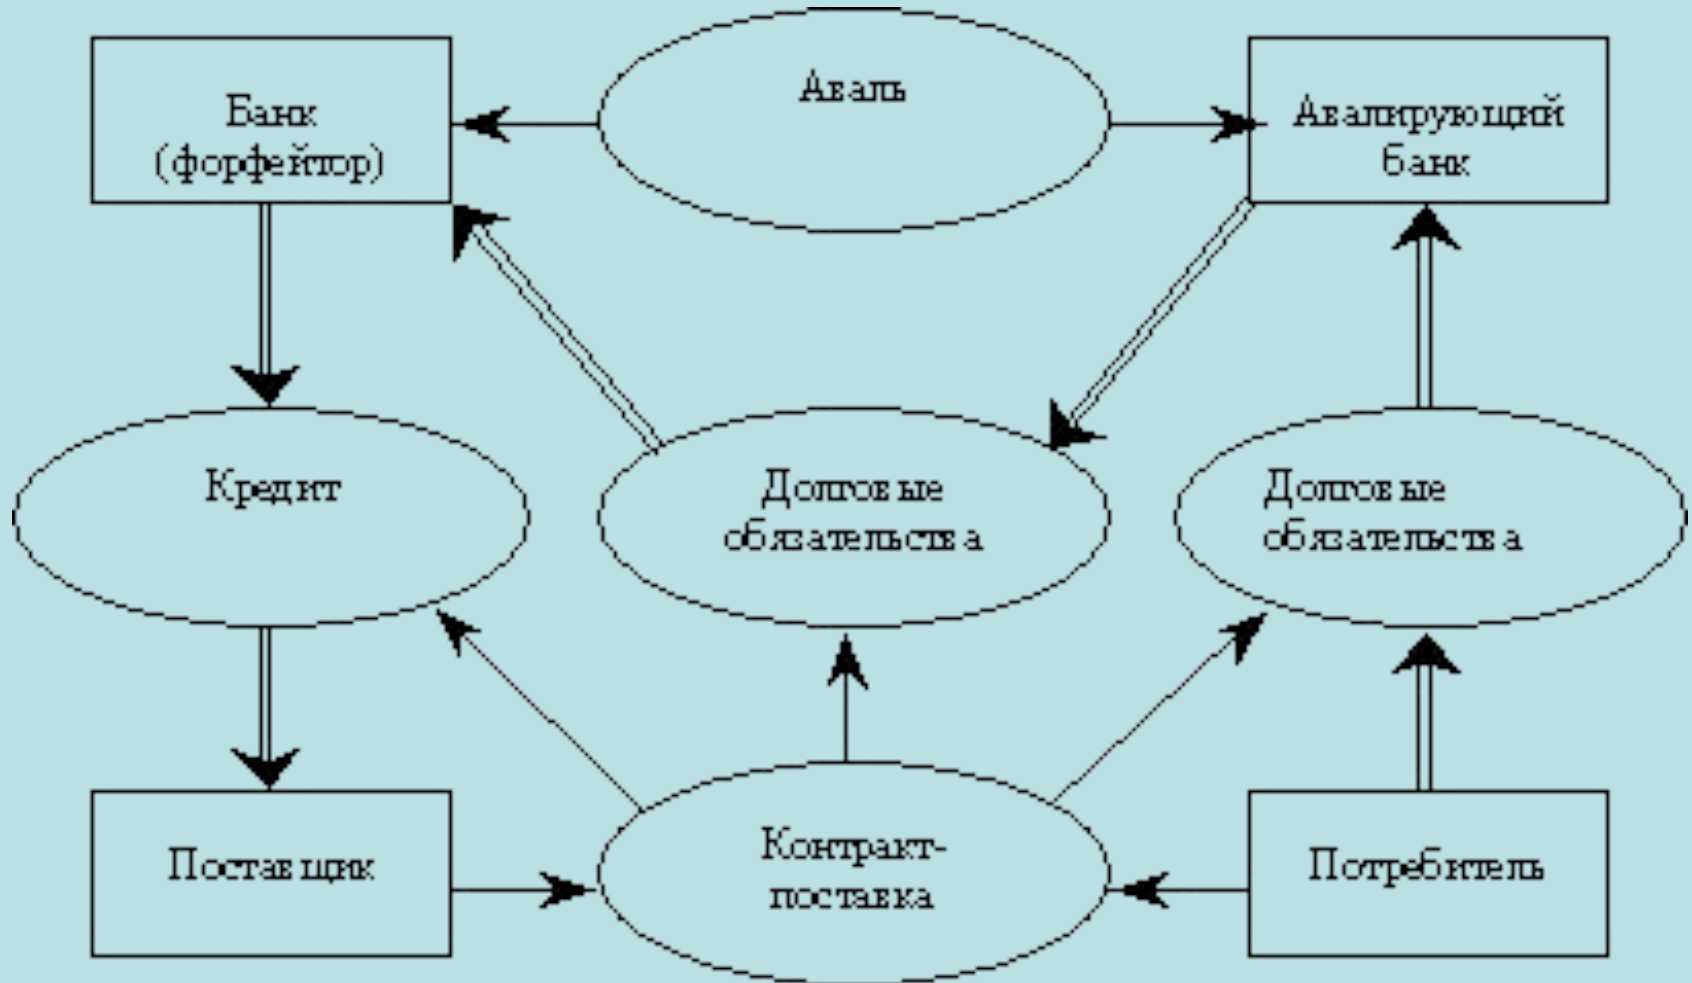 Банк
(форфейтор)
Аваль
Авалирующий
банк
Кредит
Долговые
обязательства
Долговые
обязательства
Поставщик
Контракт-
поставка
Потребитель